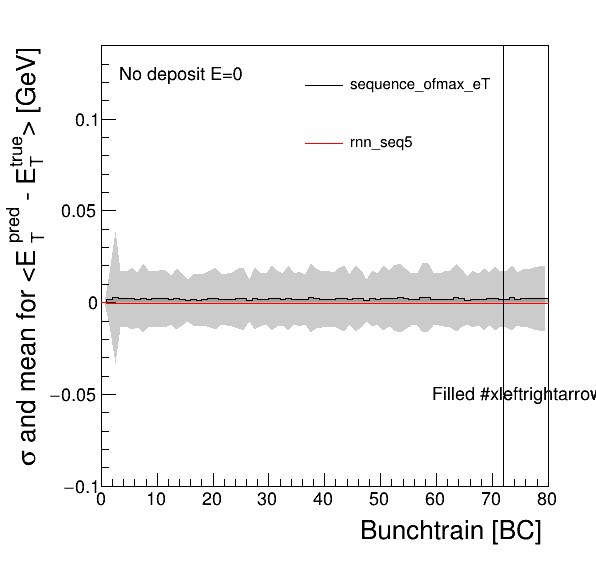 No deposit E=0
sequence_ofmax_eT
rnn_seq5
σ and mean for <E_T^pred - E_T^true> [GeV]
0.1
0.05
0
−0.05
−0.1
Filled #xleftrightarrow
0 10 20 30 40 50 60 70 80
Bunchtrain [BC]